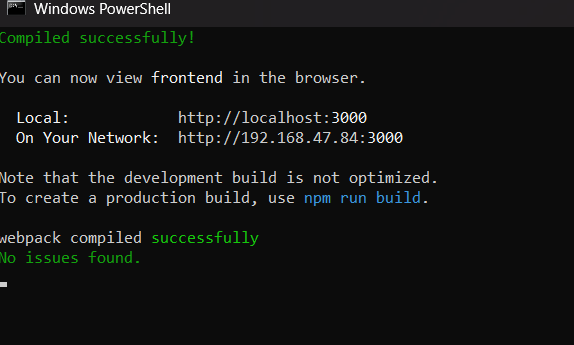 Windows PowerShell
Compiled successfully!
You can now view frontend in the browser.
Local: http://localhost:3000
On Your Network: http://192.168.47.84:3000
Note that the development build is not optimized.
To create a production build, use npm run build.
webpack compiled successfully
No issues found.